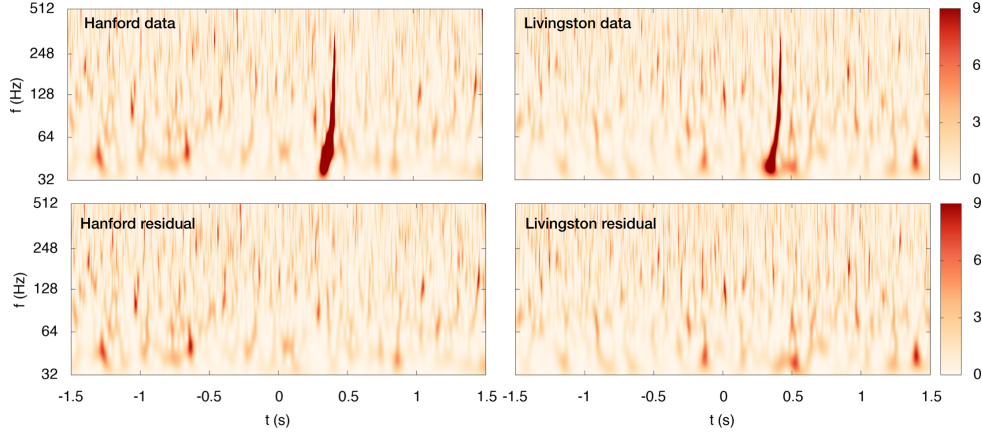 Hanford data
Livingston data
f (Hz)
512
248
128
64
32
9
6
3
0
Hanford residual
Livingston residual
f (Hz)
512
248
128
64
32
9
6
3
0
-1.5 -1 -0.5 0 0.5 1 1.5
-1.5 -1 -0.5 0 0.5 1 1.5
t (s)
t (s)